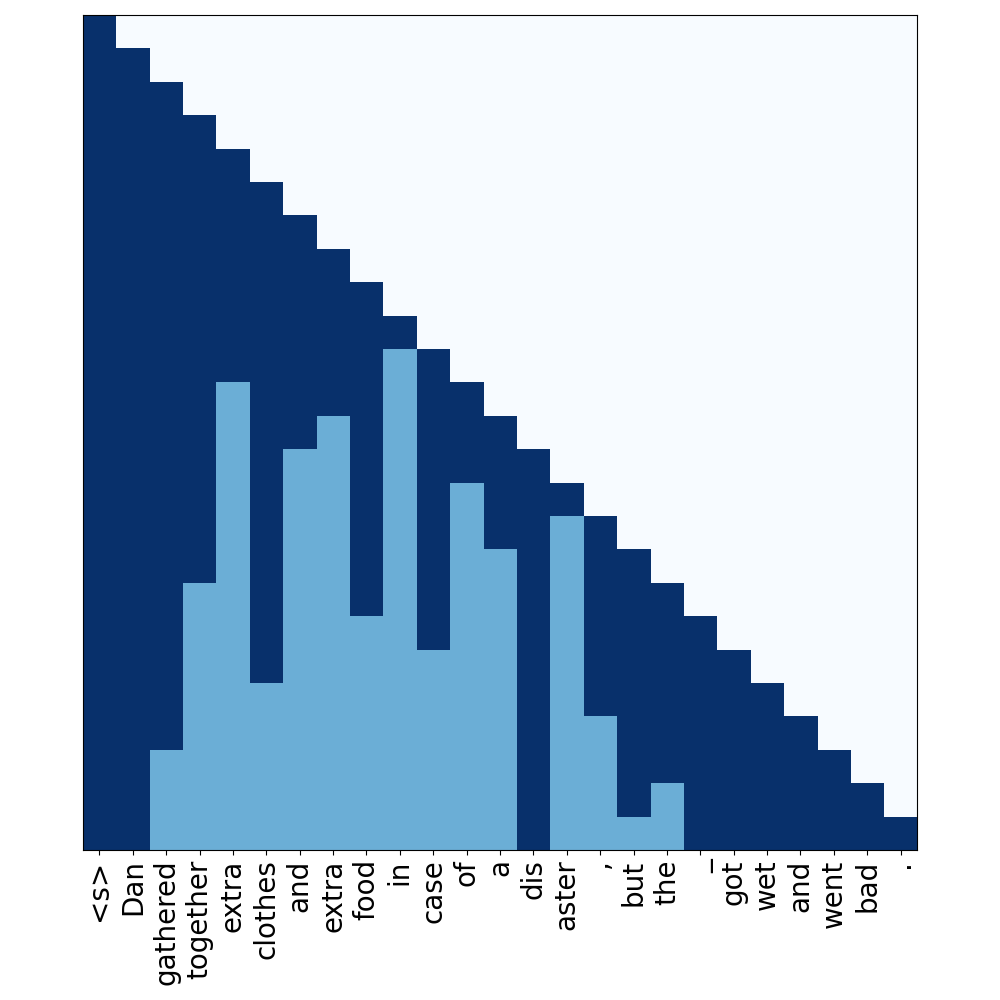 <s>
Dan
gathered
together
extra
clothes
and
extra
food
in
case
of
a
dis
aster
,
but
the
_
got
wet
and
went
bad
.